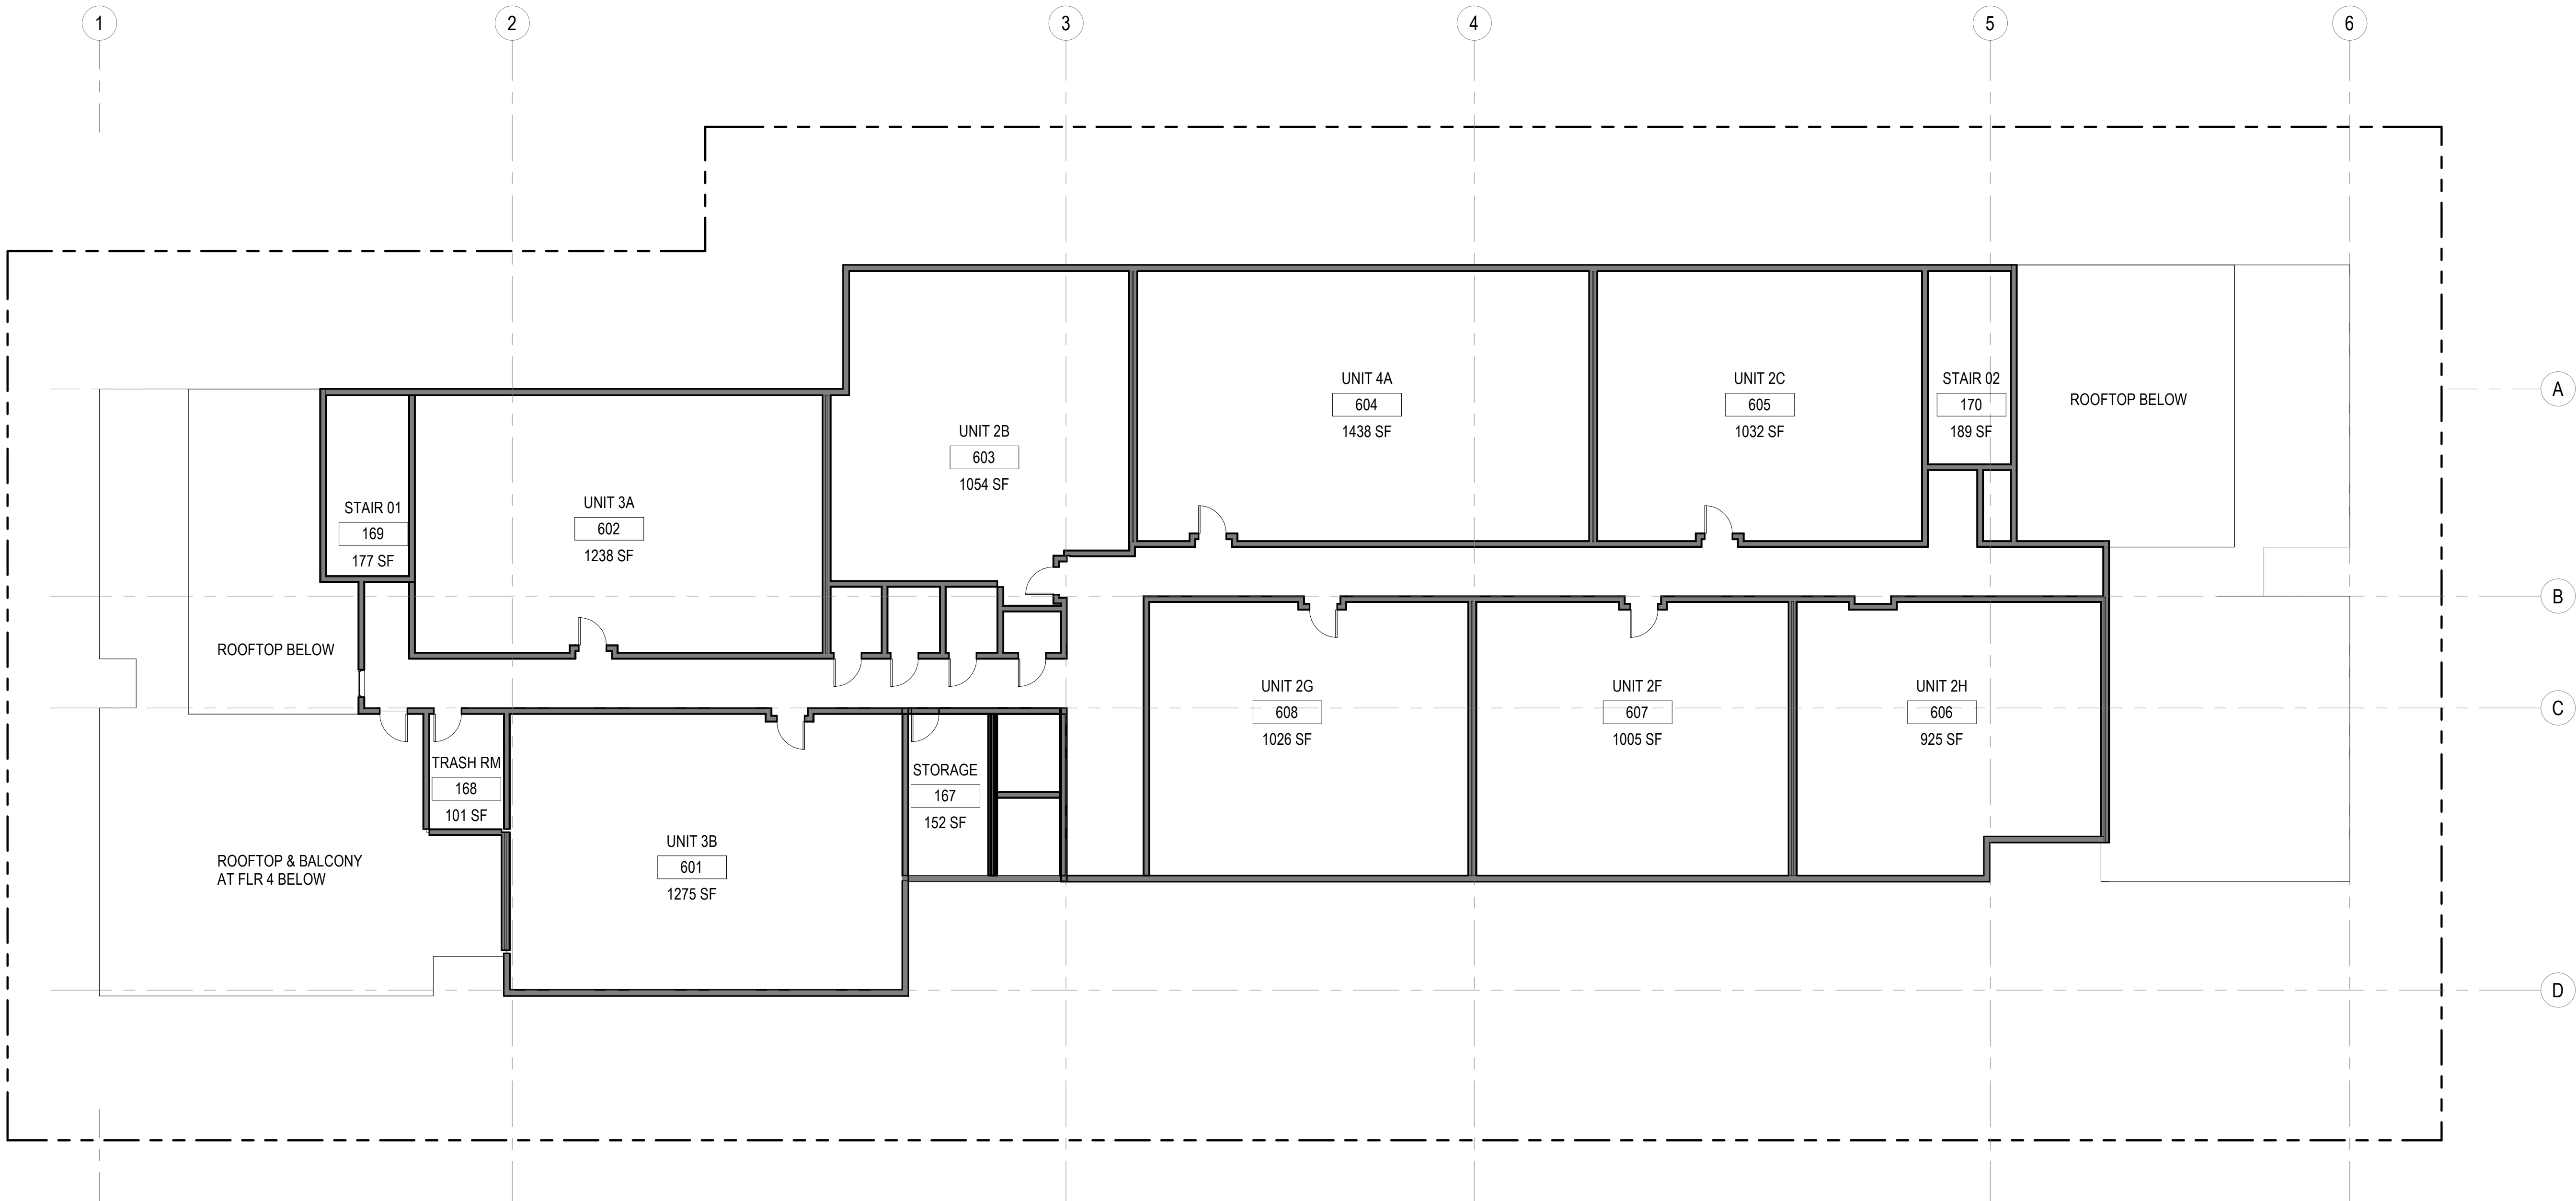 1
2
3
4
5
6
A
B
C
D
UNIT 4A
604
1438 SF
UNIT 2C
605
1032 SF
STAIR 02
170
189 SF
ROOFTOP BELOW
UNIT 2B
603
1054 SF
UNIT 3A
602
1238 SF
STAIR 01
169
177 SF
ROOFTOP BELOW
UNIT 2G
608
1026 SF
UNIT 2F
607
1005 SF
UNIT 2H
606
925 SF
TRASH RM
168
101 SF
STORAGE
167
152 SF
UNIT 3B
601
1275 SF
ROOFTOP & BALCONY
AT FLR 4 BELOW